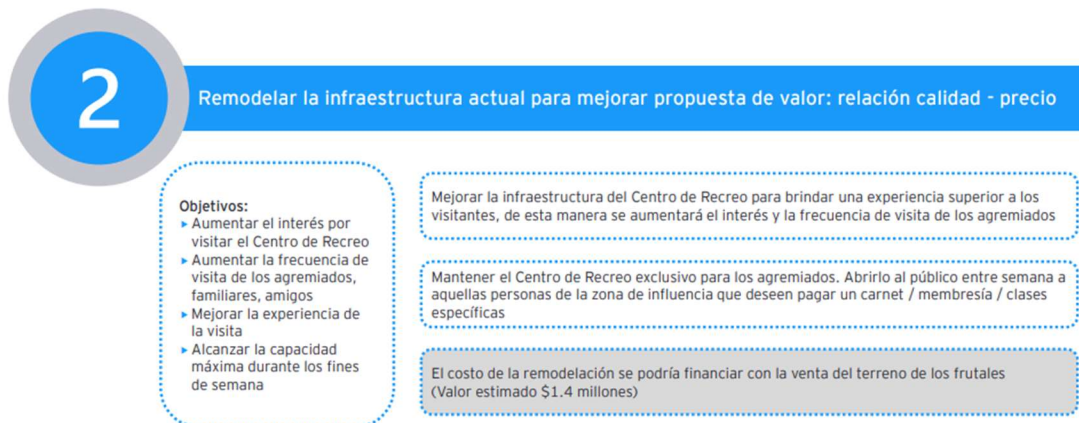 2
Remodelar la infraestructura actual para mejorar propuesta de valor: relación calidad - precio
Objetivos:
▸ Aumentar el interés por
visitar el Centro de Recreo
▸ Aumentar la frecuencia de
visita de los agremiados,
familiares, amigos
▸ Mejorar la experiencia de
la visita
▸ Alcanzar la capacidad
máxima durante los fines
de semana
Mejorar la infraestructura del Centro de Recreo para brindar una experiencia superior a los
visitantes, de esta manera se aumentará el interés y la frecuencia de visita de los agremiados
Mantener el Centro de Recreo exclusivo para los agremiados. Abrirlo al público entre semana a
aquellas personas de la zona de influencia que deseen pagar un carnet / membresía / clases
específicas
El costo de la remodelación se podría financiar con la venta del terreno de los frutales
(Valor estimado $1.4 millones)